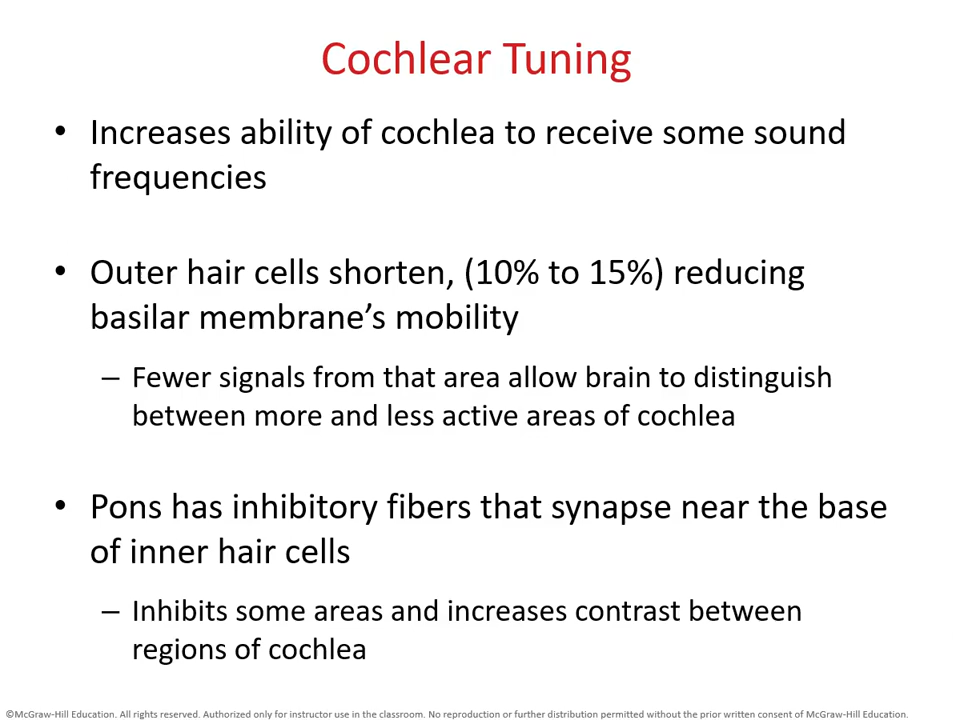 Cochlear Tuning
• Increases ability of cochlea to receive some sound
frequencies
• Outer hair cells shorten, (10% to 15%) reducing
basilar membrane’s mobility
– Fewer signals from that area allow brain to distinguish
between more and less active areas of cochlea
• Pons has inhibitory fibers that synapse near the base
of inner hair cells
– Inhibits some areas and increases contrast between
regions of cochlea
©McGraw-Hill Education. All rights reserved. Authorized only for instructor use in the classroom. No reproduction or further distribution permitted without the prior written consent of McGraw-Hill Education.